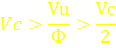 Vc > Vu/Φ > Vc/2